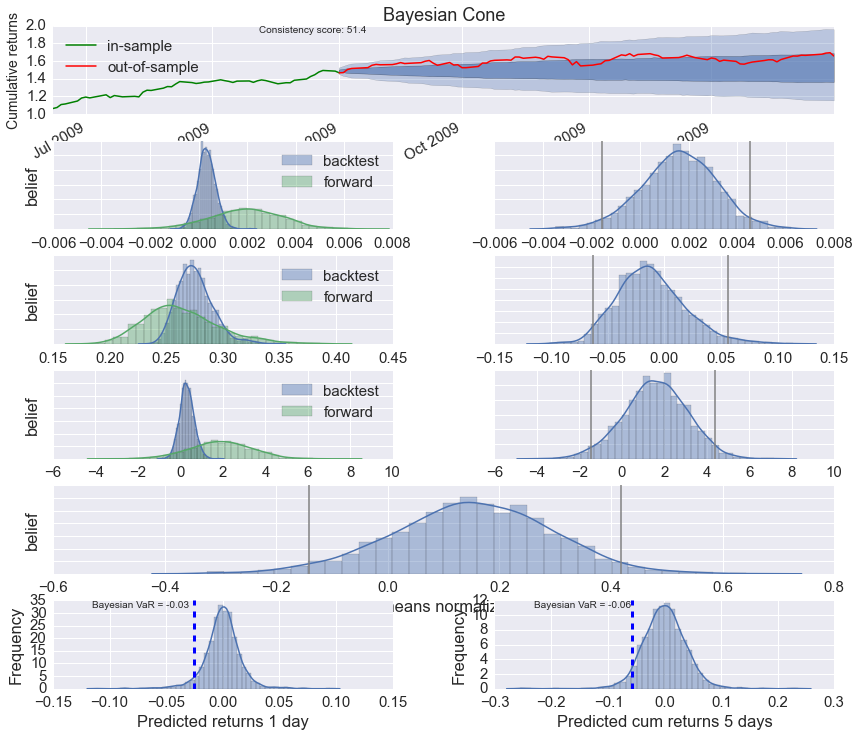 Bayesian Cone
Consistency score: 51.4
Cumulative returns
2.0
1.8
1.6
1.4
1.2
1.0
in-sample
out-of-sample
Jul 2009
2009
2009
Oct 2009
2009
2009
belief
backtest
forward
−0.006 −0.004 −0.002 0.000 0.002 0.004 0.006 0.008
−0.006 −0.004 −0.002 0.000 0.002 0.004 0.006 0.008
belief
backtest
forward
0.15 0.20 0.25 0.30 0.35 0.40 0.45
−0.15 −0.10 −0.05 0.00 0.05 0.10 0.15
belief
backtest
forward
−6 −4 −2 0 2 4 6 8 10
−6 −4 −2 0 2 4 6 8 10
belief
−0.6 −0.4 −0.2 0.0 0.2 0.4 0.6 0.8
means
Frequency
35
30
25
20
15
10
5
0
Bayesian VaR = -0.03
−0.15 −0.10 −0.05 0.00 0.05 0.10 0.15
Predicted returns 1 day
Frequency
12
10
8
6
4
2
0
Bayesian VaR = -0.06
−0.3 −0.2 −0.1 0.0 0.1 0.2 0.3
Predicted cum returns 5 days